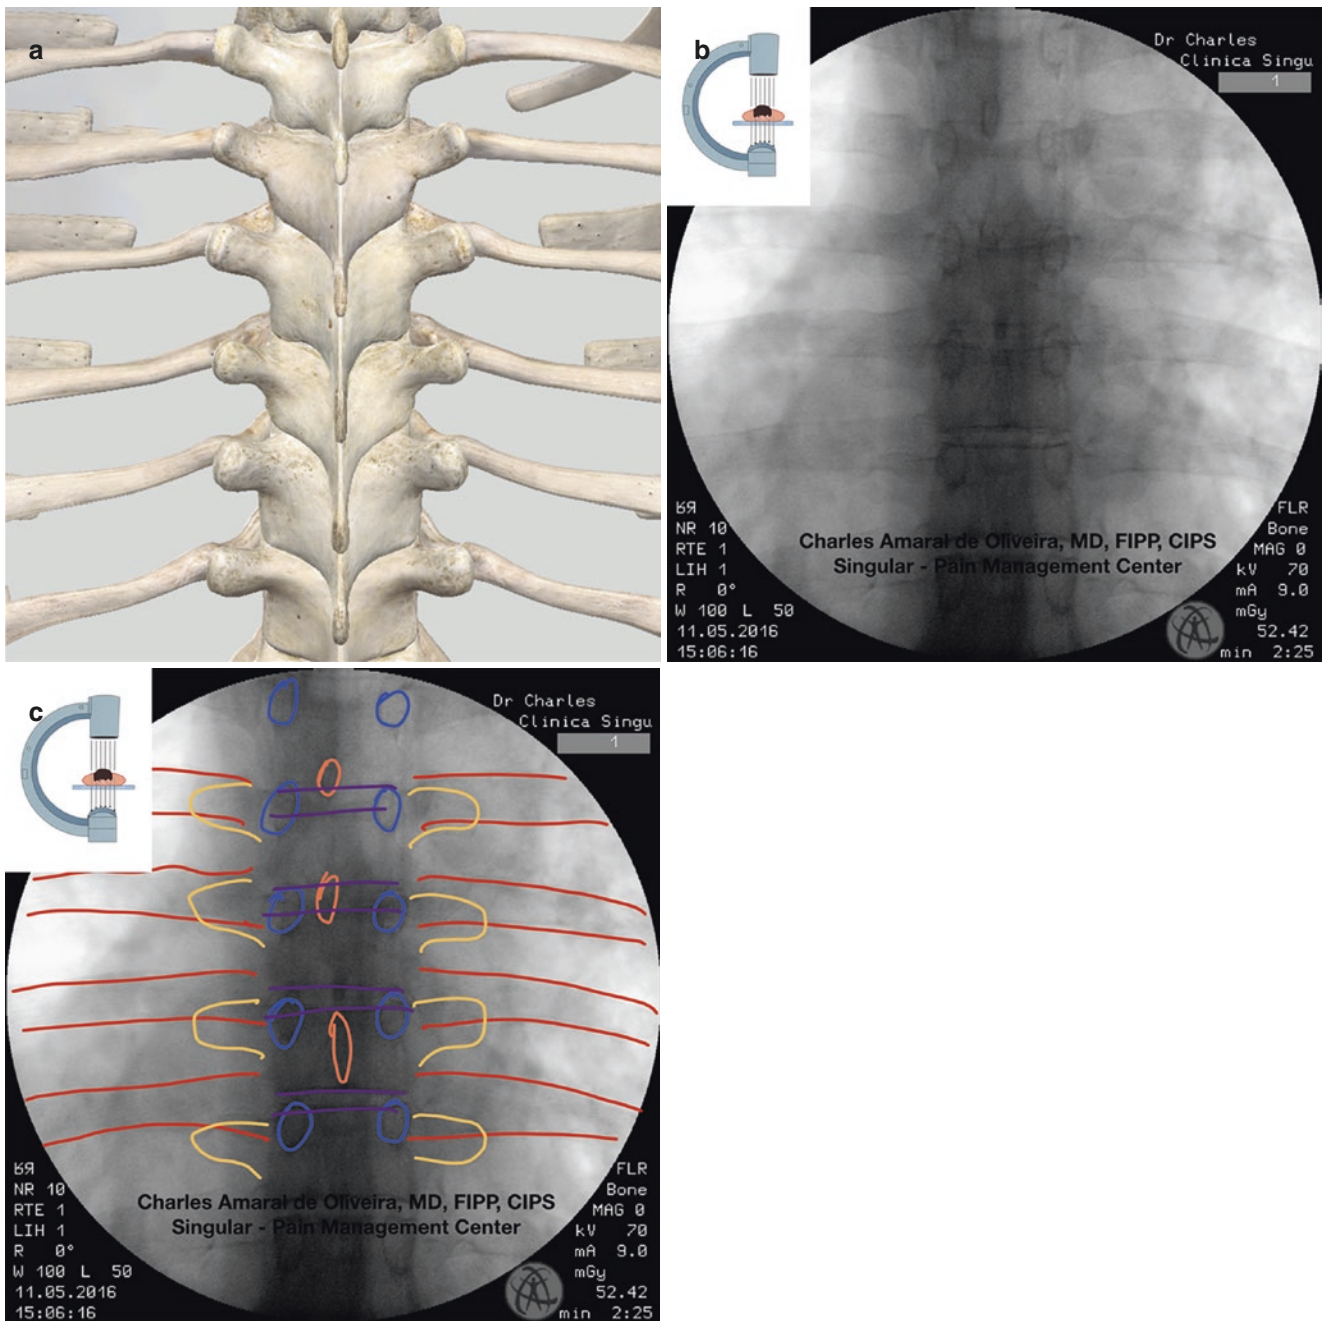 a
b
Dr Charles
Clinica Singu
1
NR 10
RTE 1
LIH 1
R 0°
W 100 L 50
11.05.2016
15:06:16
Charles Amaral de Oliveira, MD, FIPP, CIPS
Singular - Pain Management Center
FLR
Bone
MAG 0
kV 70
mA 9.0
mGy
52.42
min 2:25
c
Dr Charles
Clinica Singu
1
NR 10
RTE 1
LIH 1
R 0°
W 100 L 50
11.05.2016
15:06:16
Charles Amaral de Oliveira, MD, FIPP, CIPS
Singular - Pain Management Center
FLR
Bone
MAG 0
kV 70
mA 9.0
mGy
52.42
min 2:25